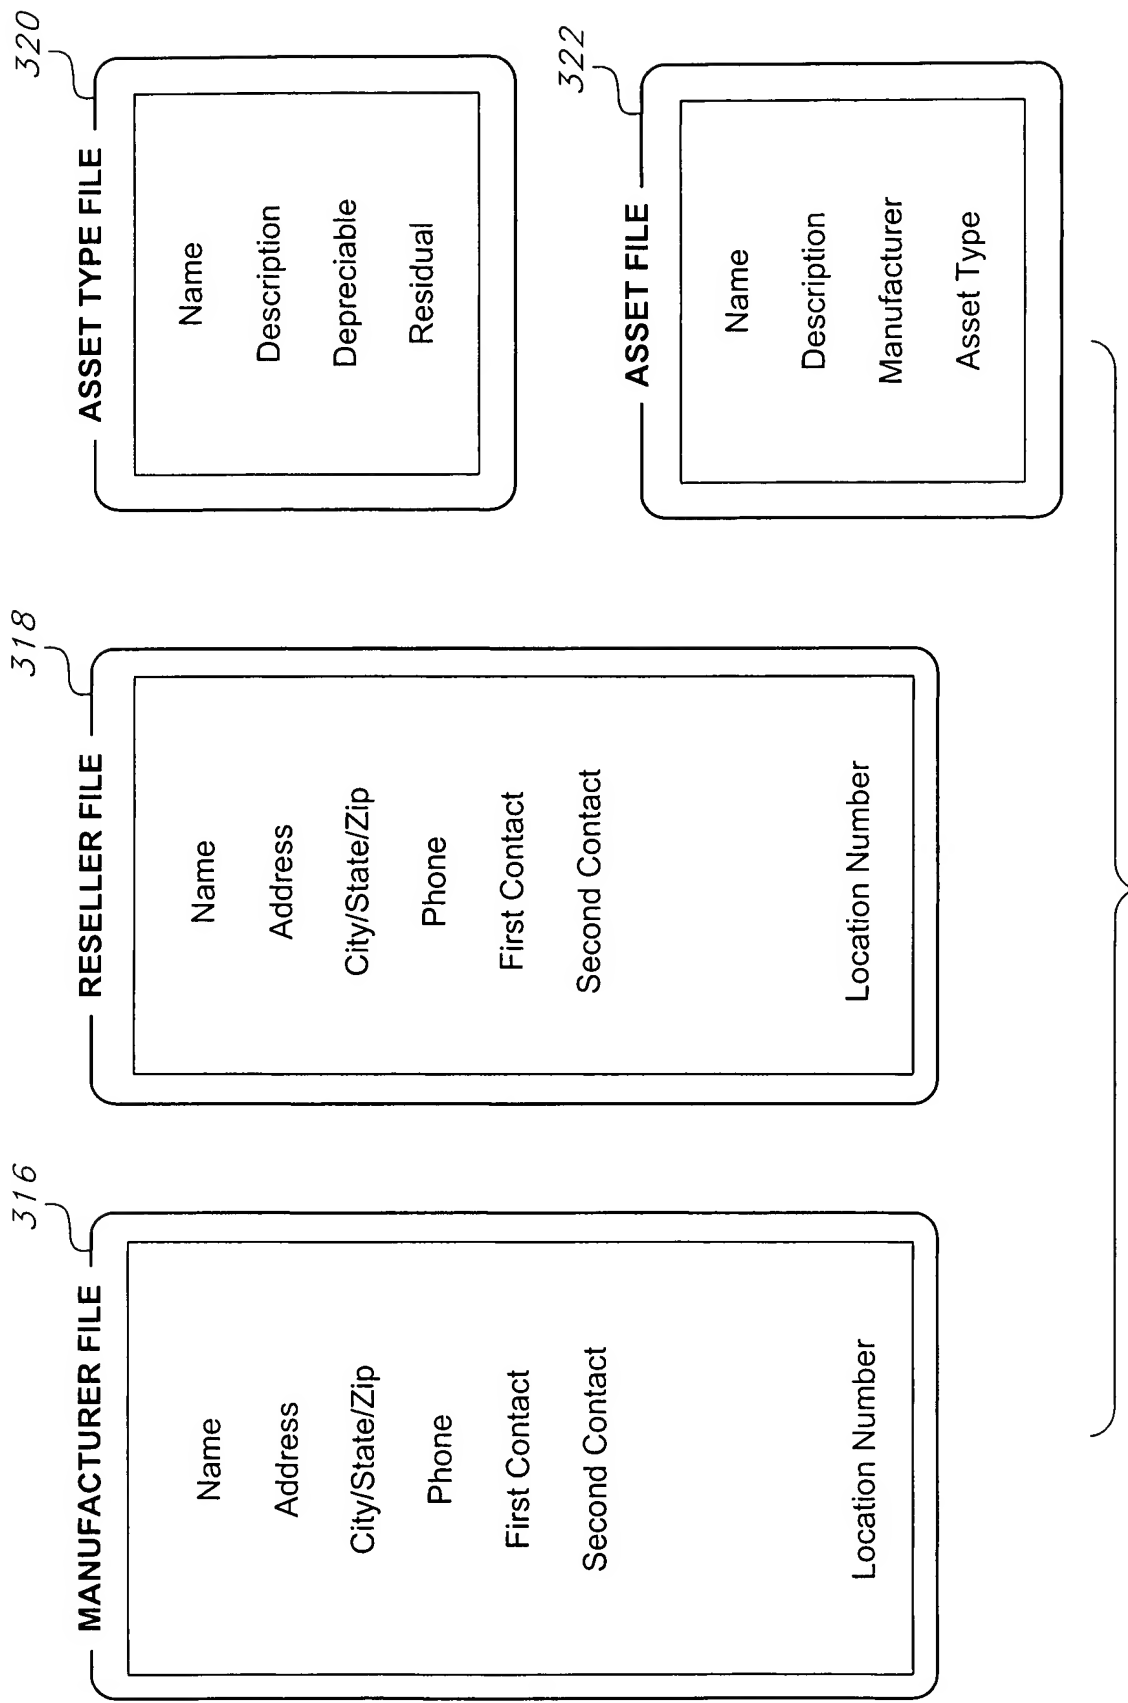 316
MANUFACTURER FILE
Name
Address
City/State/Zip
Phone
First Contact
Second Contact
Location Number
318
RESELLER FILE
Name
Address
City/State/Zip
Phone
First Contact
Second Contact
Location Number
320
ASSET TYPE FILE
Name
Description
Depreciable
Residual
322
ASSET FILE
Name
Description
Manufacturer
Asset Type